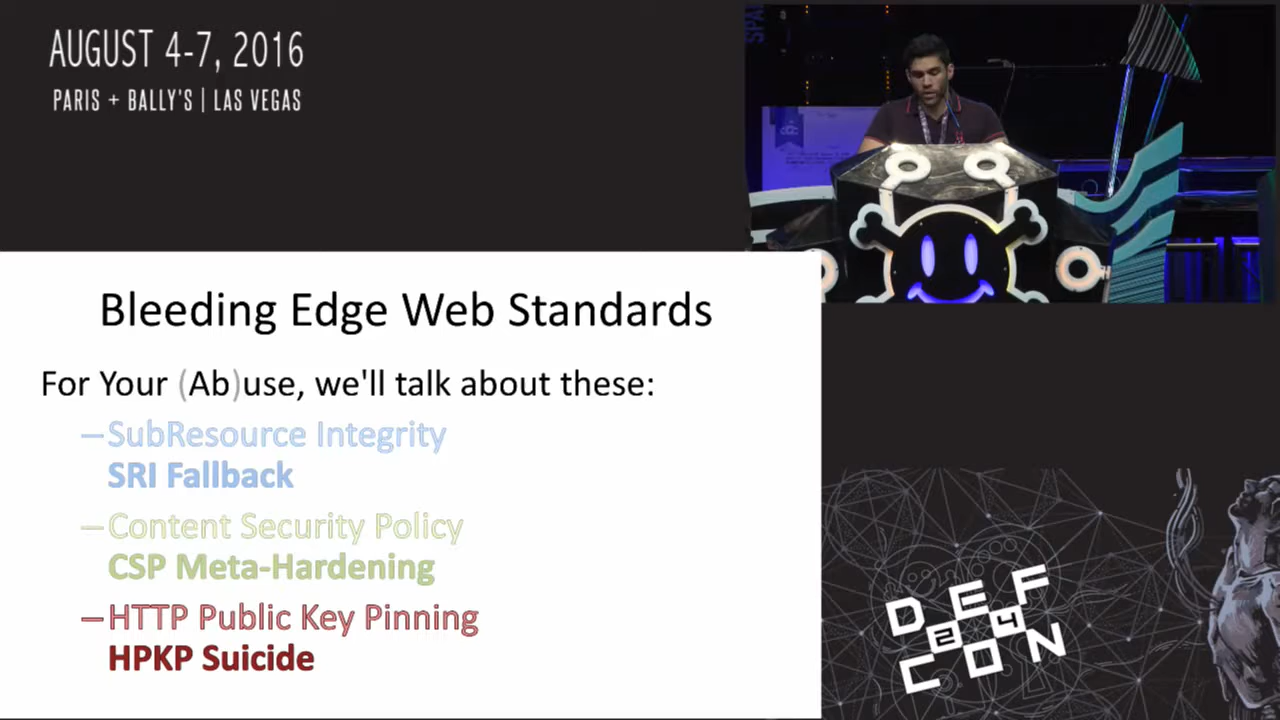 AUGUST 4-7, 2016
PARIS + BALLY'S | LAS VEGAS
Bleeding Edge Web Standards
For Your (Ab)use, we'll talk about these:
–SubResource Integrity
SRI Fallback
–Content Security Policy
CSP Meta-Hardening
–HTTP Public Key Pinning
HPKP Suicide
DEF
24
CON